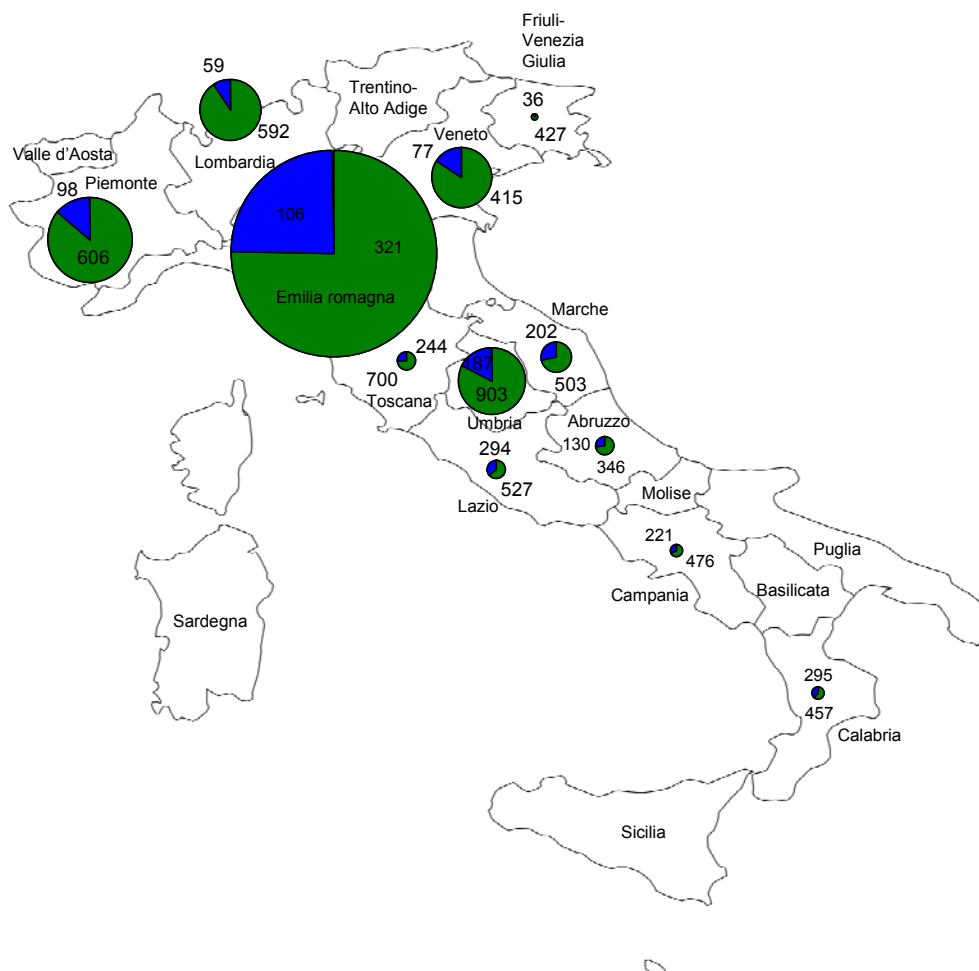 Friuli-
Venezia
Giulia
59
592
Trentino-
Alto Adige
36
427
Valle d'Aosta
Lombardia
Veneto
77
415
98
Piemonte
606
106
321
Emilia romagna
Marche
202
503
244
700
Toscana
187
903
Umbria
Abruzzo
130
346
294
527
Lazio
Molise
221
476
Campania
Puglia
Basilicata
Sardegna
295
457
Calabria
Sicilia